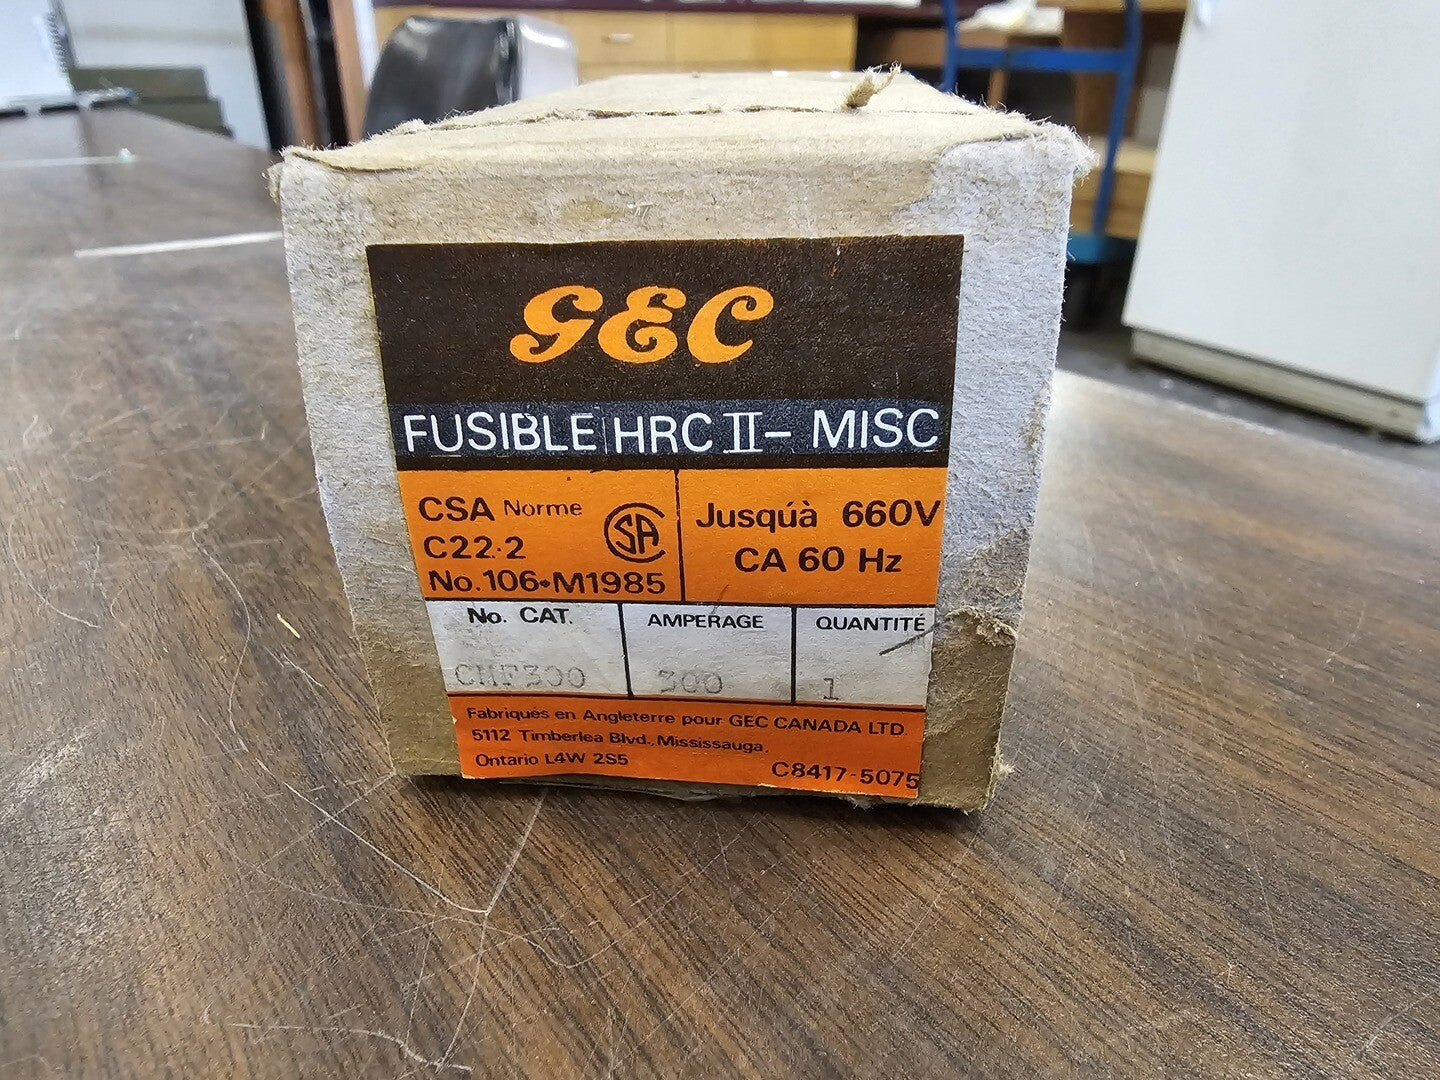 GEC
FUSIBLE HRC II - MISC
CSA Norme
C22·2
No. 106•M1985
SA
Jusqú'à 660V
CA 60 Hz
No. CAT. AMPERAGE QUANTITÉ
CMF300 300 1
Fabriqués en Angleterre pour GEC CANADA LTD.
5112 Timberlea Blvd., Mississauga,
Ontario L4W 2S5
C8417-5075